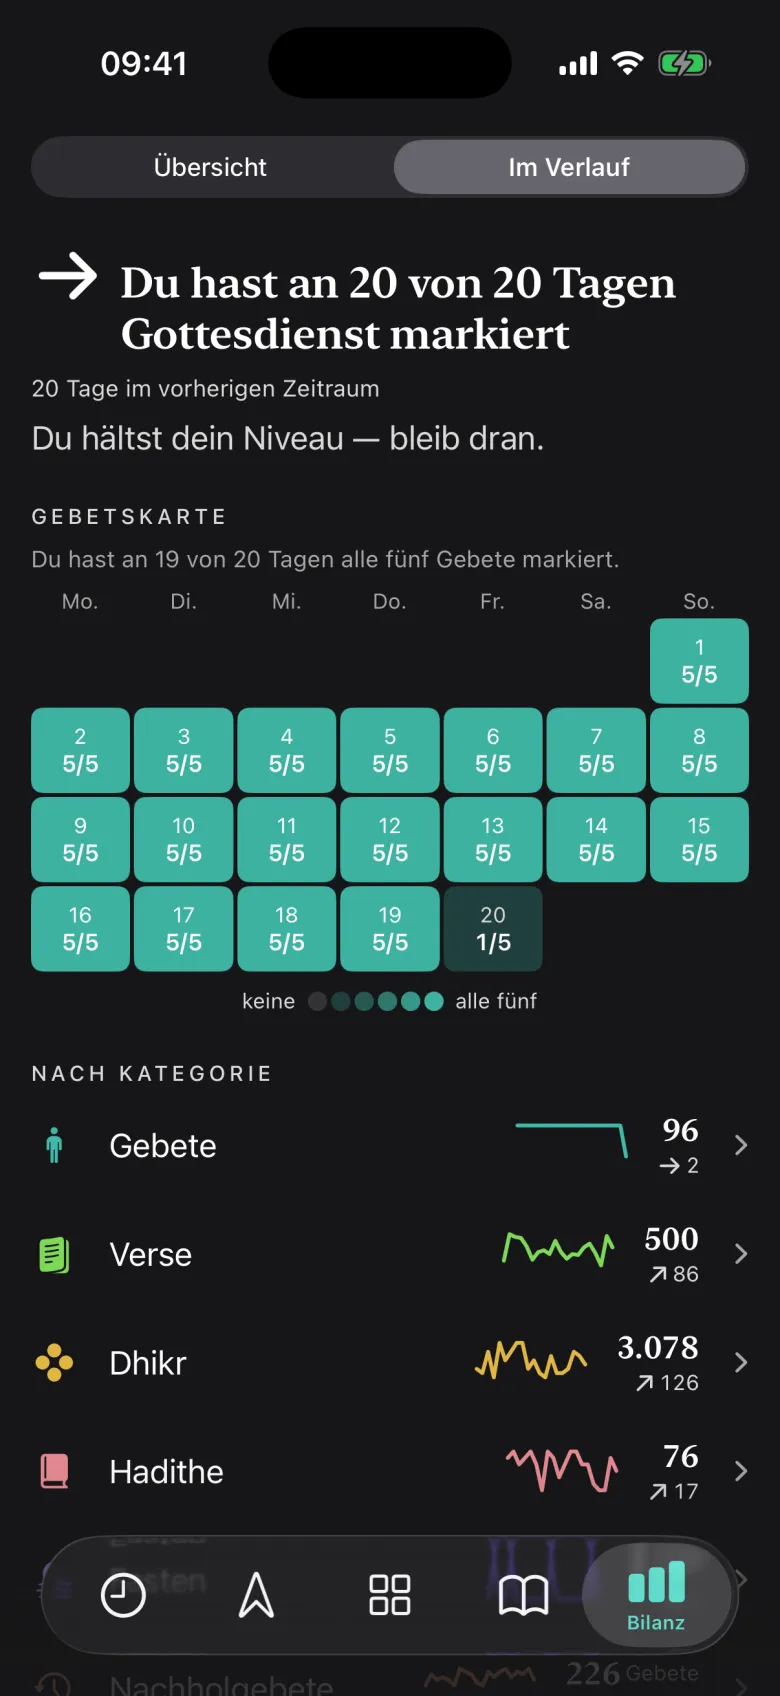 09:41
Übersicht
Im Verlauf
Du hast an 20 von 20 Tagen
Gottesdienst markiert
20 Tage im vorherigen Zeitraum
Du hältst dein Niveau — bleib dran.
GEBETSKARTE
Du hast an 19 von 20 Tagen alle fünf Gebete markiert.
Mo. Di. Mi. Do. Fr. Sa. So.
1
5/5
2 3 4 5 6 7 8
5/5 5/5 5/5 5/5 5/5 5/5 5/5
9 10 11 12 13 14 15
5/5 5/5 5/5 5/5 5/5 5/5 5/5
16 17 18 19 20
5/5 5/5 5/5 5/5 1/5
keine alle fünf
NACH KATEGORIE
Gebete 96
→ 2
Verse 500
↗ 86
Dhikr 3.078
↗ 126
Hadithe 76
↗ 17
Fasten
Bilanz
Nachholgebete 226 Gebete